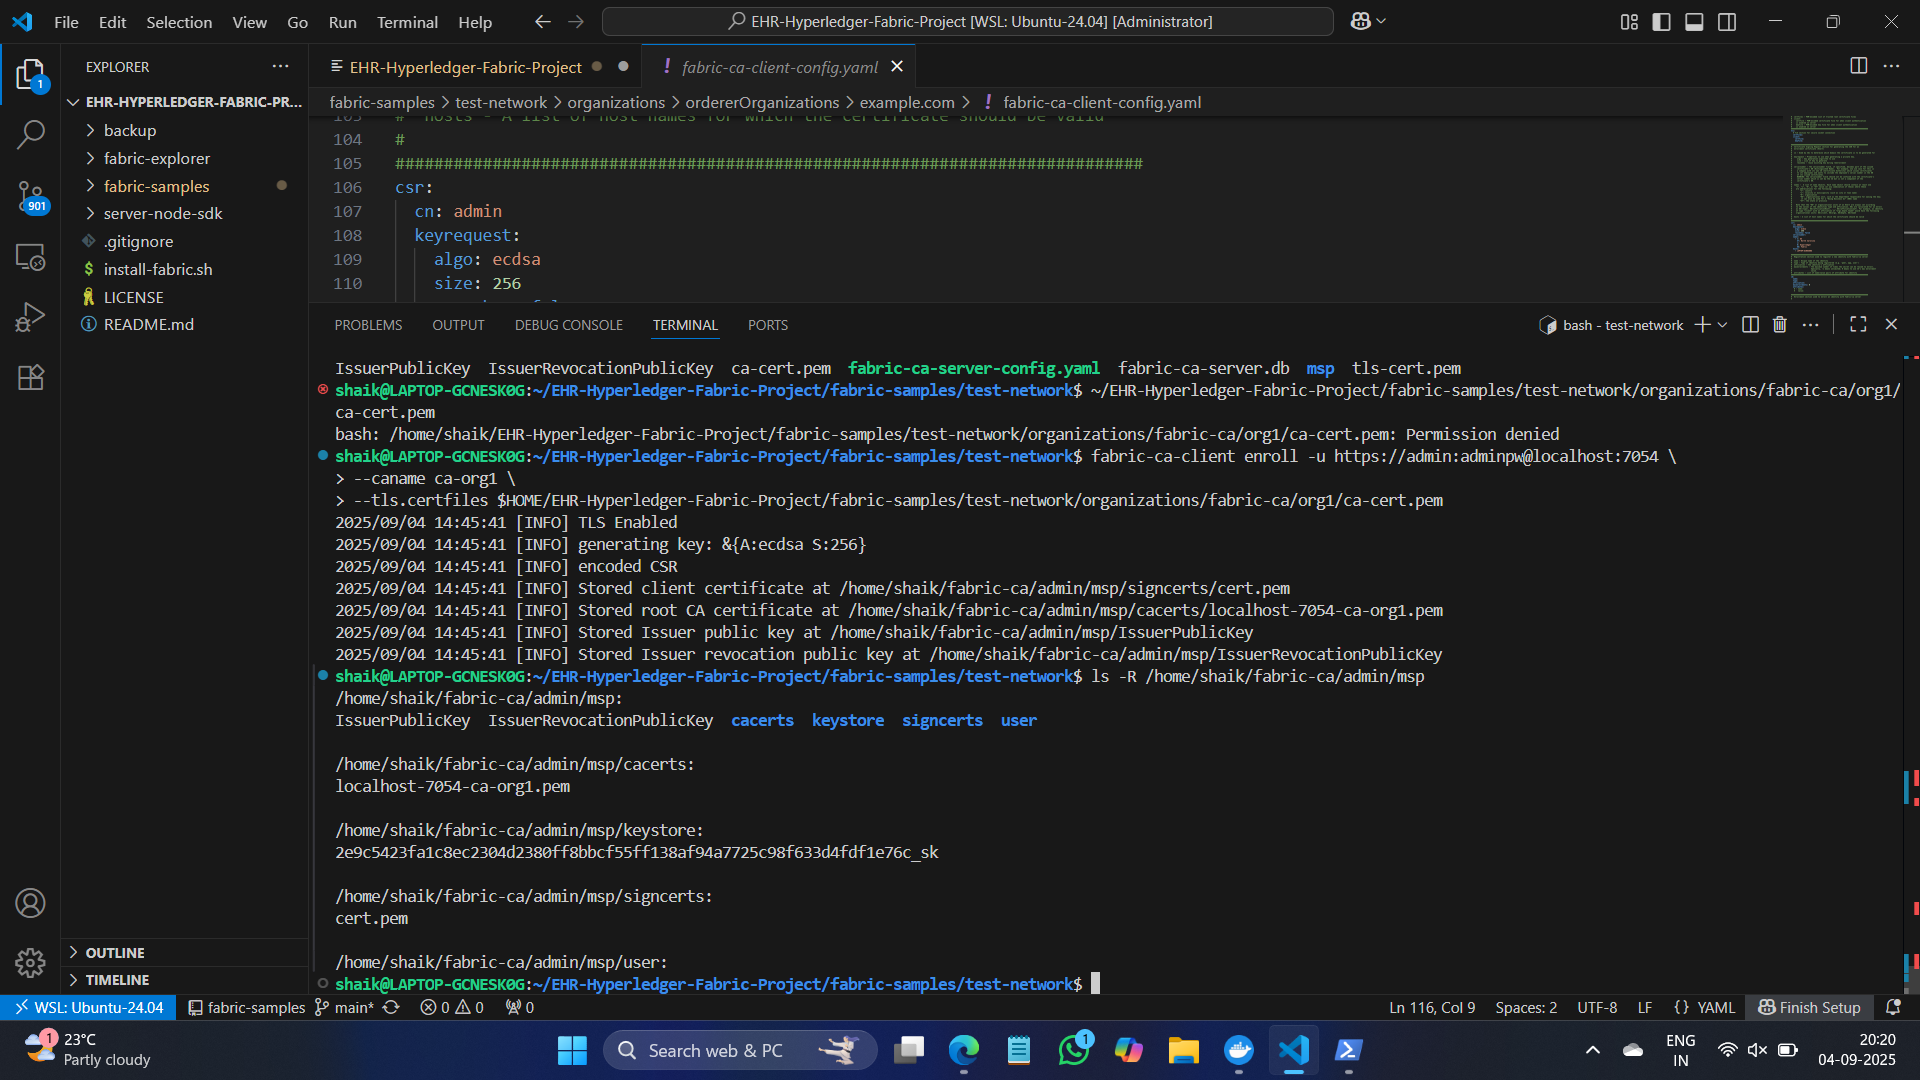 File Edit Selection View Go Run Terminal Help
EHR-Hyperledger-Fabric-Project [WSL: Ubuntu-24.04] [Administrator]
EXPLORER
EHR-HYPERLEDGER-FABRIC-PR...
backup
fabric-explorer
fabric-samples
server-node-sdk
.gitignore
$ install-fabric.sh
LICENSE
README.md
OUTLINE
TIMELINE
1
901
EHR-Hyperledger-Fabric-Project
! fabric-ca-client-config.yaml
fabric-samples > test-network > organizations > ordererOrganizations > example.com > ! fabric-ca-client-config.yaml
103 # hosts - A list of host names for which the certificate should be valid
104 #
105 #############################################################################
106 csr:
107 cn: admin
108 keyrequest:
109 algo: ecdsa
110 size: 256
PROBLEMS OUTPUT DEBUG CONSOLE TERMINAL PORTS
bash - test-network
IssuerPublicKey IssuerRevocationPublicKey ca-cert.pem fabric-ca-server-config.yaml fabric-ca-server.db msp tls-cert.pem
shaik@LAPTOP-GCNESK0G:~/EHR-Hyperledger-Fabric-Project/fabric-samples/test-network$ ~/EHR-Hyperledger-Fabric-Project/fabric-samples/test-network/organizations/fabric-ca/org1/
ca-cert.pem
bash: /home/shaik/EHR-Hyperledger-Fabric-Project/fabric-samples/test-network/organizations/fabric-ca/org1/ca-cert.pem: Permission denied
shaik@LAPTOP-GCNESK0G:~/EHR-Hyperledger-Fabric-Project/fabric-samples/test-network$ fabric-ca-client enroll -u https://admin:adminpw@localhost:7054 \
> --caname ca-org1 \
> --tls.certfiles $HOME/EHR-Hyperledger-Fabric-Project/fabric-samples/test-network/organizations/fabric-ca/org1/ca-cert.pem
2025/09/04 14:45:41 [INFO] TLS Enabled
2025/09/04 14:45:41 [INFO] generating key: &{A:ecdsa S:256}
2025/09/04 14:45:41 [INFO] encoded CSR
2025/09/04 14:45:41 [INFO] Stored client certificate at /home/shaik/fabric-ca/admin/msp/signcerts/cert.pem
2025/09/04 14:45:41 [INFO] Stored root CA certificate at /home/shaik/fabric-ca/admin/msp/cacerts/localhost-7054-ca-org1.pem
2025/09/04 14:45:41 [INFO] Stored Issuer public key at /home/shaik/fabric-ca/admin/msp/IssuerPublicKey
2025/09/04 14:45:41 [INFO] Stored Issuer revocation public key at /home/shaik/fabric-ca/admin/msp/IssuerRevocationPublicKey
shaik@LAPTOP-GCNESK0G:~/EHR-Hyperledger-Fabric-Project/fabric-samples/test-network$ ls -R /home/shaik/fabric-ca/admin/msp
/home/shaik/fabric-ca/admin/msp:
IssuerPublicKey IssuerRevocationPublicKey cacerts keystore signcerts user
/home/shaik/fabric-ca/admin/msp/cacerts:
localhost-7054-ca-org1.pem
/home/shaik/fabric-ca/admin/msp/keystore:
2e9c5423fa1c8ec2304d2380ff8bbcf55ff138af94a7725c98f633d4fdf1e76c_sk
/home/shaik/fabric-ca/admin/msp/signcerts:
cert.pem
/home/shaik/fabric-ca/admin/msp/user:
shaik@LAPTOP-GCNESK0G:~/EHR-Hyperledger-Fabric-Project/fabric-samples/test-network$
WSL: Ubuntu-24.04 fabric-samples main* 0 0 0
Ln 116, Col 9 Spaces: 2 UTF-8 LF {} YAML Finish Setup
1
23°C
Partly cloudy
Search web & PC
1
ENG
IN
20:20
04-09-2025